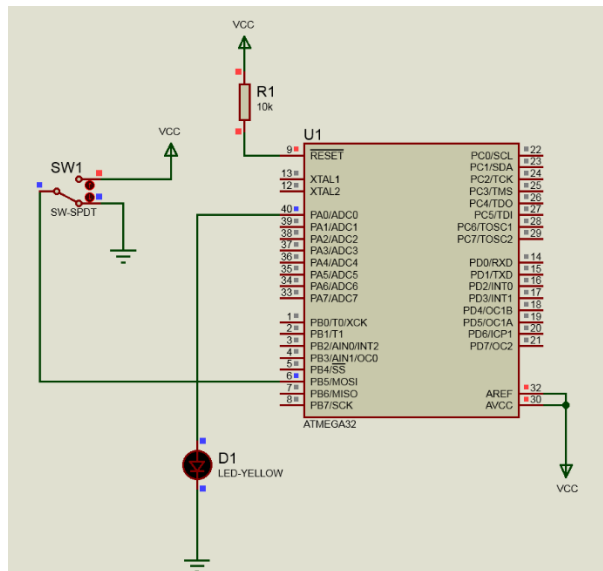 VCC
R1
10k
VCC
SW1
SW-SPDT
U1
9 RESET
13 XTAL1
12 XTAL2
40 PA0/ADC0
39 PA1/ADC1
38 PA2/ADC2
37 PA3/ADC3
36 PA4/ADC4
35 PA5/ADC5
34 PA6/ADC6
33 PA7/ADC7
1 PB0/T0/XCK
2 PB1/T1
3 PB2/AIN0/INT2
4 PB3/AIN1/OC0
5 PB4/SS
6 PB5/MOSI
7 PB6/MISO
8 PB7/SCK
PC0/SCL 22
PC1/SDA 23
PC2/TCK 24
PC3/TMS 25
PC4/TDO 26
PC5/TDI 27
PC6/TOSC1 28
PC7/TOSC2 29
PD0/RXD 14
PD1/TXD 15
PD2/INT0 16
PD3/INT1 17
PD4/OC1B 18
PD5/OC1A 19
PD6/ICP1 20
PD7/OC2 21
AREF 32
AVCC 30
ATMEGA32
VCC
D1
LED-YELLOW